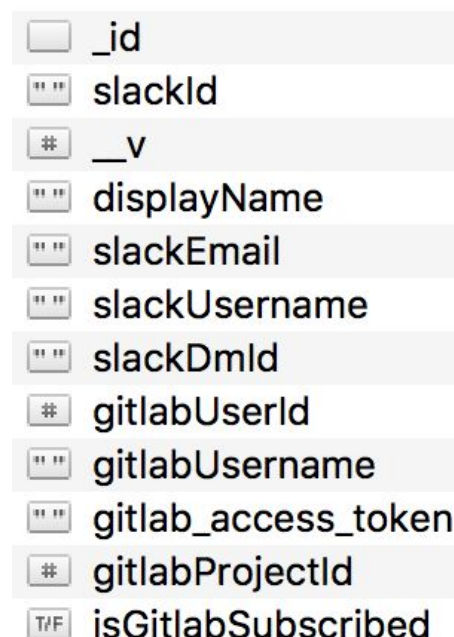 _id
" " slackId
# __v
" " displayName
" " slackEmail
" " slackUsername
" " slackDmId
# gitlabUserId
" " gitlabUsername
" " gitlab_access_token
# gitlabProjectId
T/F isGitlabSubscribed